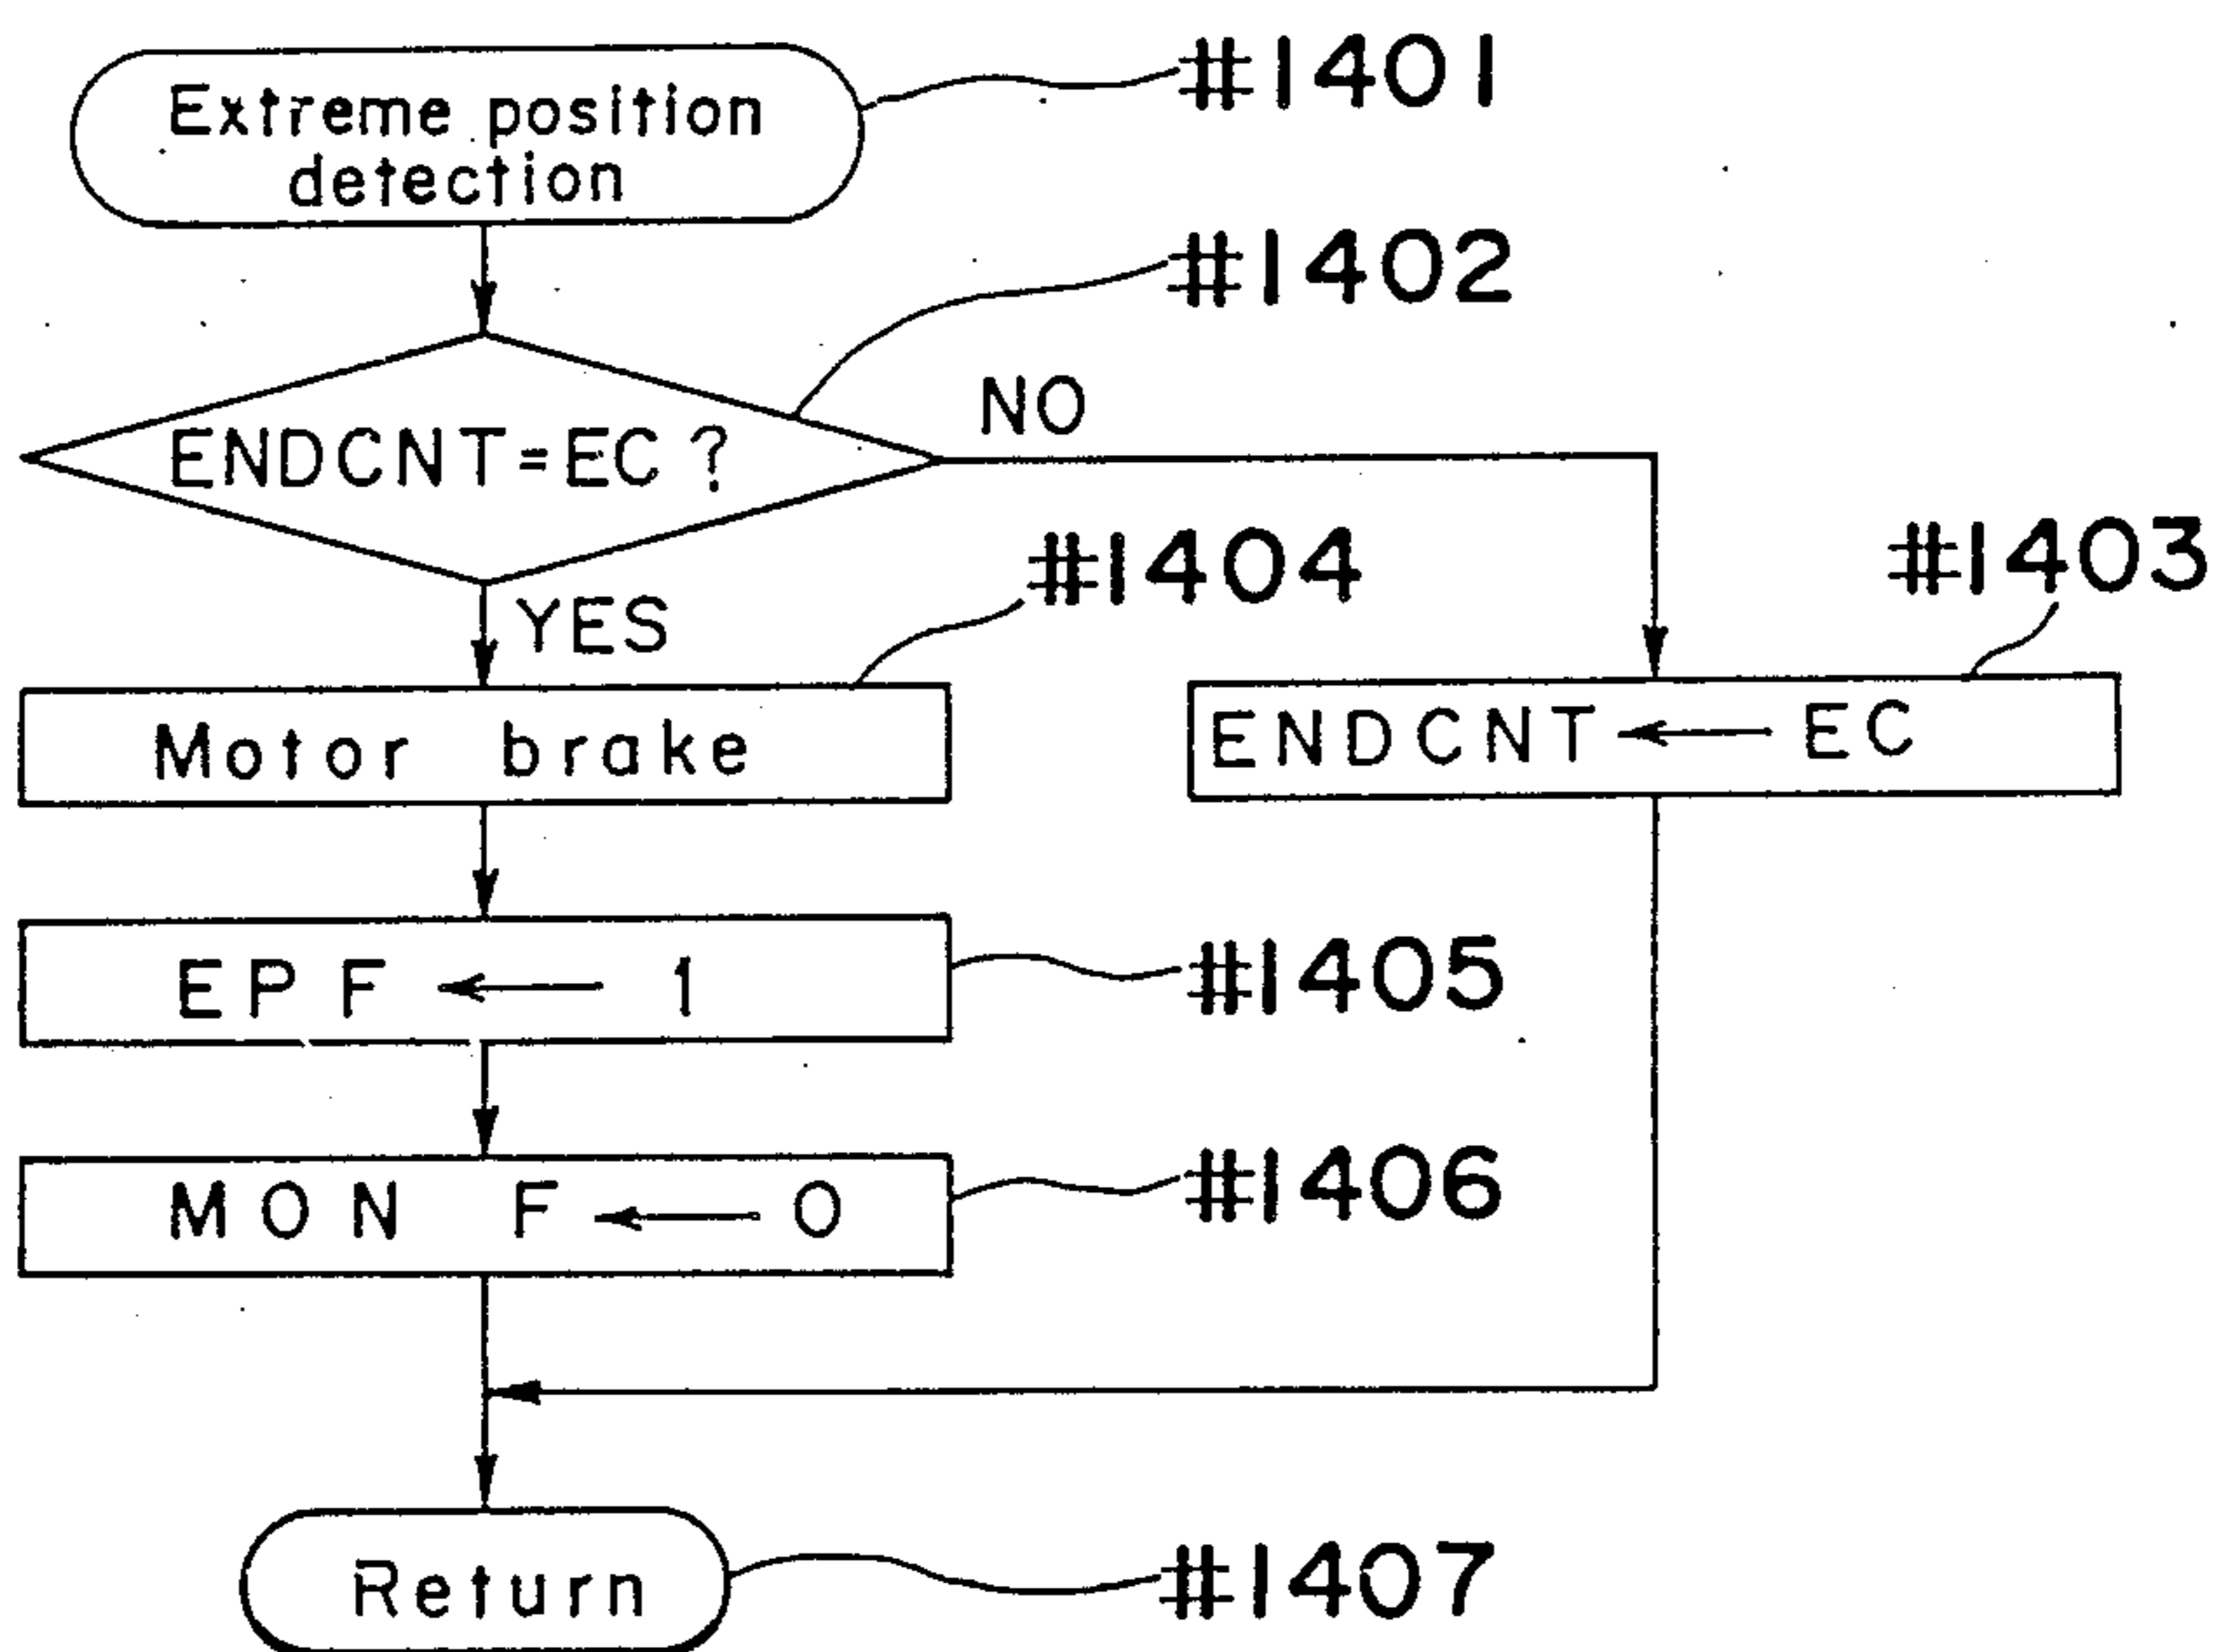 Extreme position
detection
#1401
#1402
ENDCNT=EC?
NO
YES
#1404
#1403
Motor brake
ENDCNT ← EC
EPF ← 1
#1405
MON F ← 0
#1406
Return
#1407